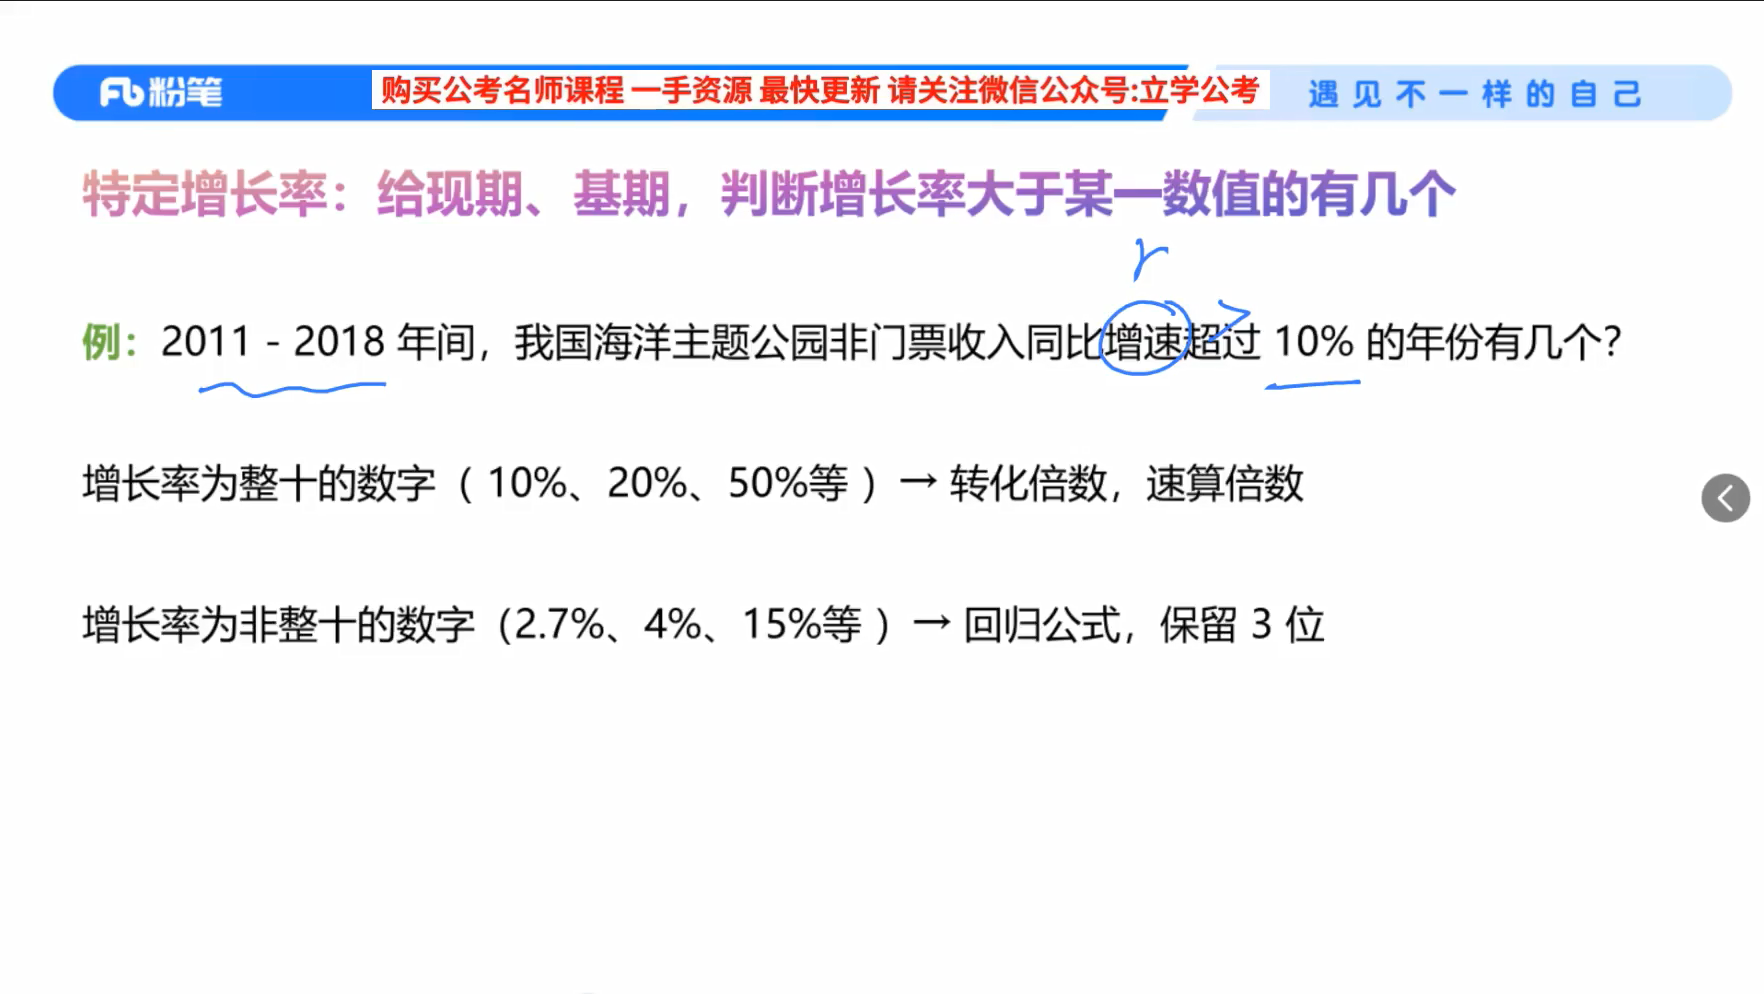 粉笔
购买公考名师课程 一手资源 最快更新 请关注微信公众号:立学公考
遇见不一样的自己
特定增长率：给现期、基期，判断增长率大于某一数值的有几个
r
>
例：2011 - 2018 年间，我国海洋主题公园非门票收入同比增速超过 10% 的年份有几个？
增长率为整十的数字（ 10%、20%、50%等 ）→ 转化倍数，速算倍数
增长率为非整十的数字（2.7%、4%、15%等 ）→ 回归公式，保留 3 位